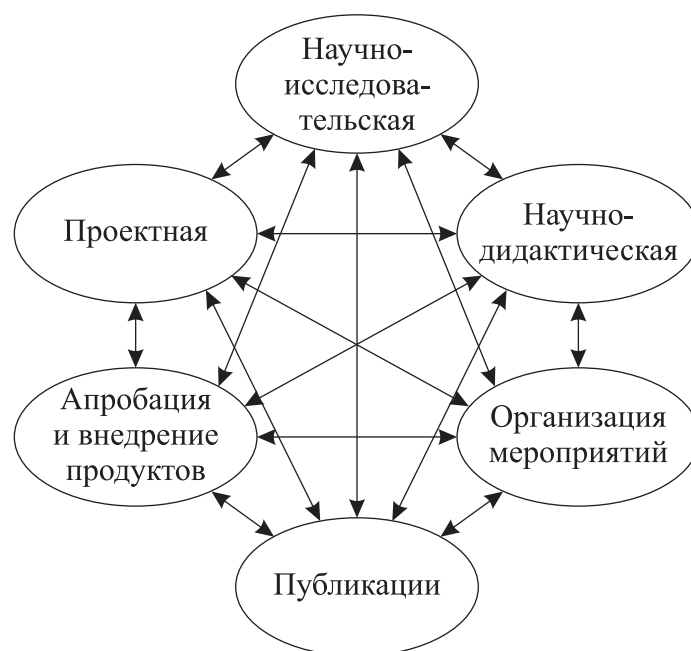 Научно-
исследова-
тельская
Проектная
Научно-
дидактическая
Апробация
и внедрение
продуктов
Организация
мероприятий
Публикации